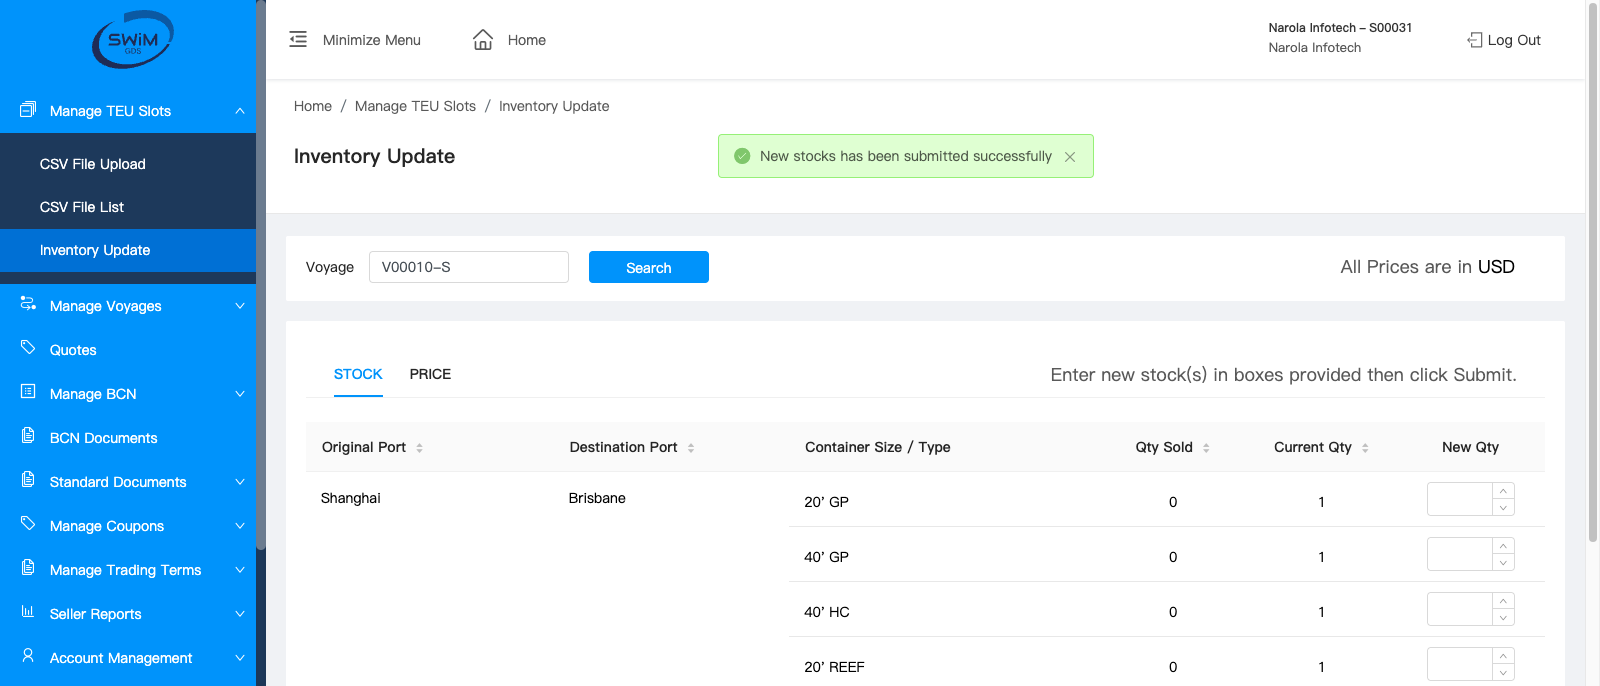 SWiM
GDS
Minimize Menu
Home
Narola Infotech – S00031
Narola Infotech
Log Out
Manage TEU Slots
CSV File Upload
CSV File List
Inventory Update
Manage Voyages
Quotes
Manage BCN
BCN Documents
Standard Documents
Manage Coupons
Manage Trading Terms
Seller Reports
Account Management
Home / Manage TEU Slots / Inventory Update
Inventory Update
New stocks has been submitted successfully
Voyage V00010-S Search
All Prices are in USD
STOCK PRICE
Enter new stock(s) in boxes provided then click Submit.
Original Port Destination Port Container Size / Type Qty Sold Current Qty New Qty
Shanghai Brisbane 20' GP 0 1
40' GP 0 1
40' HC 0 1
20' REEF 0 1